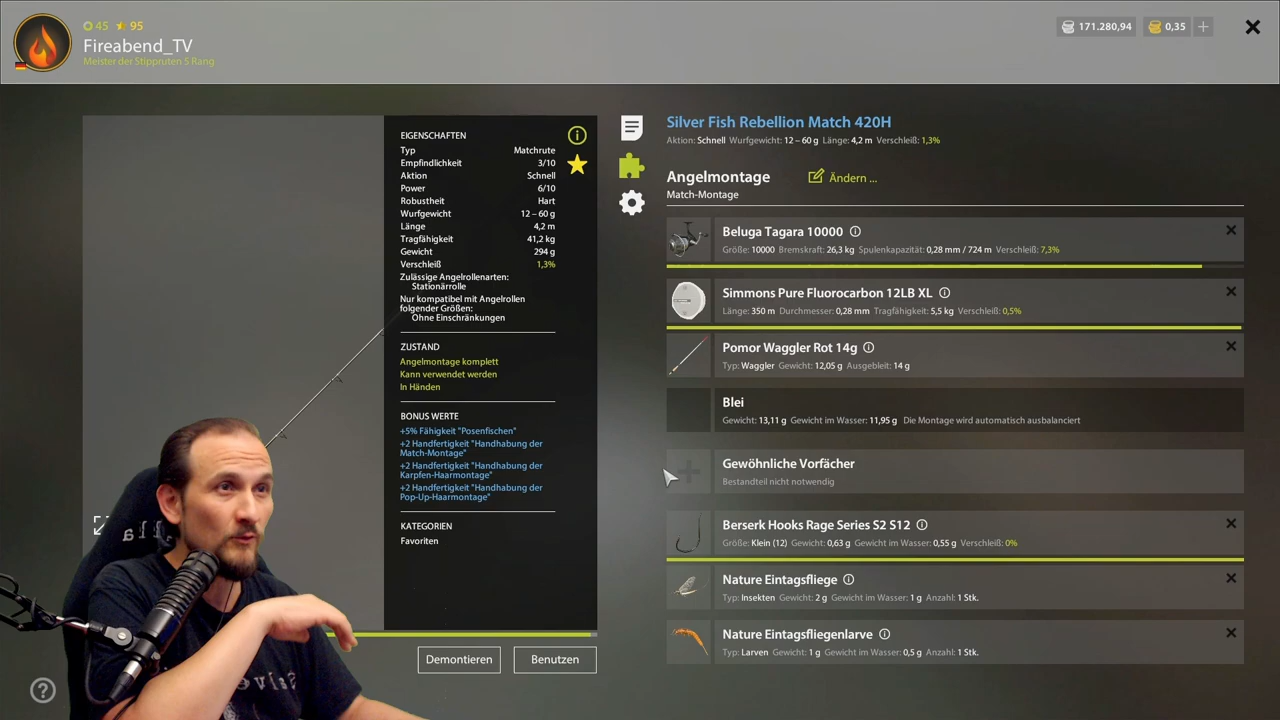 45 95
Fireabend_TV
Meister der Stippruten 5 Rang
171.280,94 0,35 +
EIGENSCHAFTEN
Typ Matchrute
Empfindlichkeit 3/10
Aktion Schnell
Power 6/10
Robustheit Hart
Wurfgewicht 12 – 60 g
Länge 4,2 m
Tragfähigkeit 41,2 kg
Gewicht 294 g
Verschleiß 1,3%
Zulässige Angelrollenarten:
Stationärrolle
Nur kompatibel mit Angelrollen
folgender Größen:
Ohne Einschränkungen
ZUSTAND
Angelmontage komplett
Kann verwendet werden
In Händen
BONUS WERTE
+5% Fähigkeit "Posenfischen"
+2 Handfertigkeit "Handhabung der
Match-Montage"
+2 Handfertigkeit "Handhabung der
Karpfen-Haarmontage"
+2 Handfertigkeit "Handhabung der
Pop-Up-Haarmontage"
KATEGORIEN
Favoriten
Demontieren Benutzen
Silver Fish Rebellion Match 420H
Aktion: Schnell Wurfgewicht: 12 – 60 g Länge: 4,2 m Verschleiß: 1,3%
Angelmontage Ändern ...
Match-Montage
Beluga Tagara 10000
Größe: 10000 Bremskraft: 26,3 kg Spulenkapazität: 0,28 mm / 724 m Verschleiß: 7,3%
Simmons Pure Fluorocarbon 12LB XL
Länge: 350 m Durchmesser: 0,28 mm Tragfähigkeit: 5,5 kg Verschleiß: 0,5%
Pomor Waggler Rot 14g
Typ: Waggler Gewicht: 12,05 g Ausgebleit: 14 g
Blei
Gewicht: 13,11 g Gewicht im Wasser: 11,95 g Die Montage wird automatisch ausbalanciert
Gewöhnliche Vorfächer
Bestandteil nicht notwendig
Berserk Hooks Rage Series S2 S12
Größe: Klein (12) Gewicht: 0,63 g Gewicht im Wasser: 0,55 g Verschleiß: 0%
Nature Eintagsfliege
Typ: Insekten Gewicht: 2 g Gewicht im Wasser: 1 g Anzahl: 1 Stk.
Nature Eintagsfliegenlarve
Typ: Larven Gewicht: 1 g Gewicht im Wasser: 0,5 g Anzahl: 1 Stk.